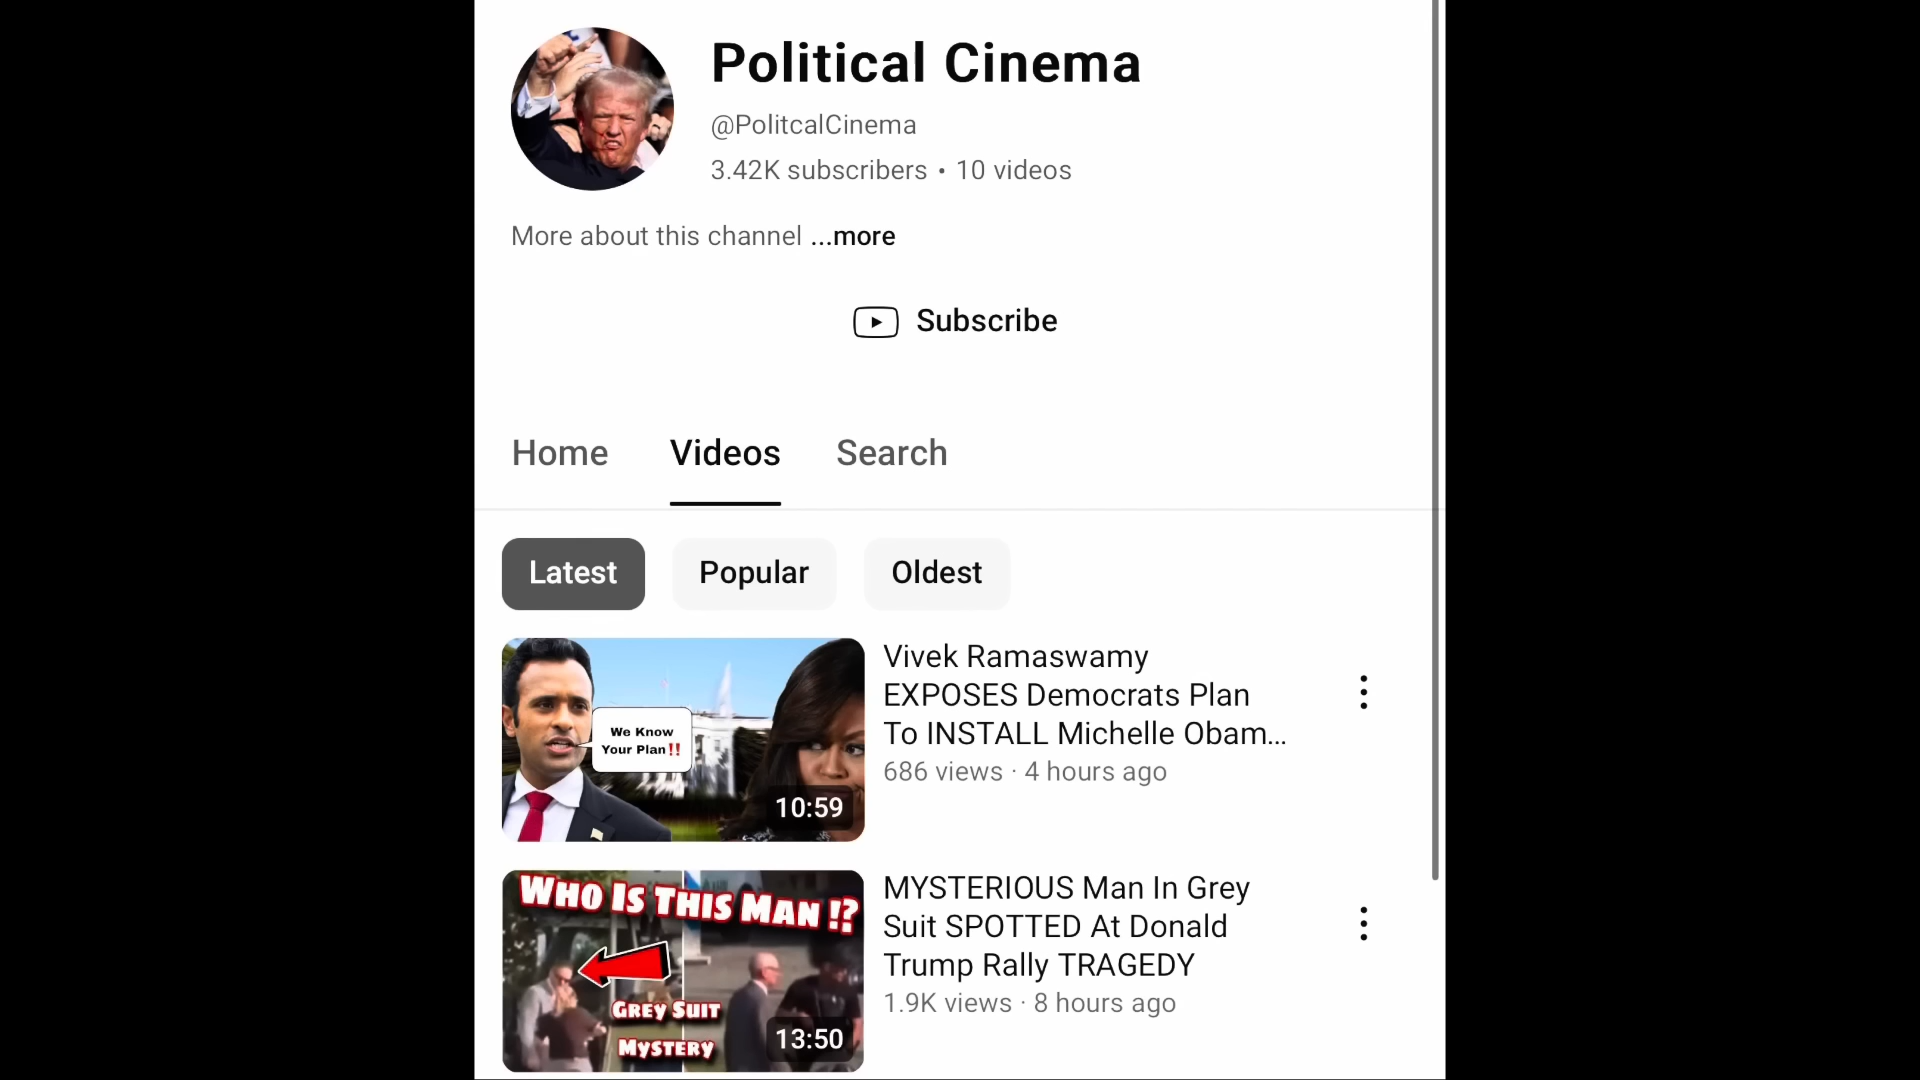 Political Cinema
@PolitcalCinema
3.42K subscribers • 10 videos
More about this channel ...more
Subscribe
Home Videos Search
Latest Popular Oldest
We Know
Your Plan‼
10:59
Vivek Ramaswamy
EXPOSES Democrats Plan
To INSTALL Michelle Obam...
686 views · 4 hours ago
WHO IS THIS MAN !?
GREY SUIT
MYSTERY
13:50
MYSTERIOUS Man In Grey
Suit SPOTTED At Donald
Trump Rally TRAGEDY
1.9K views · 8 hours ago